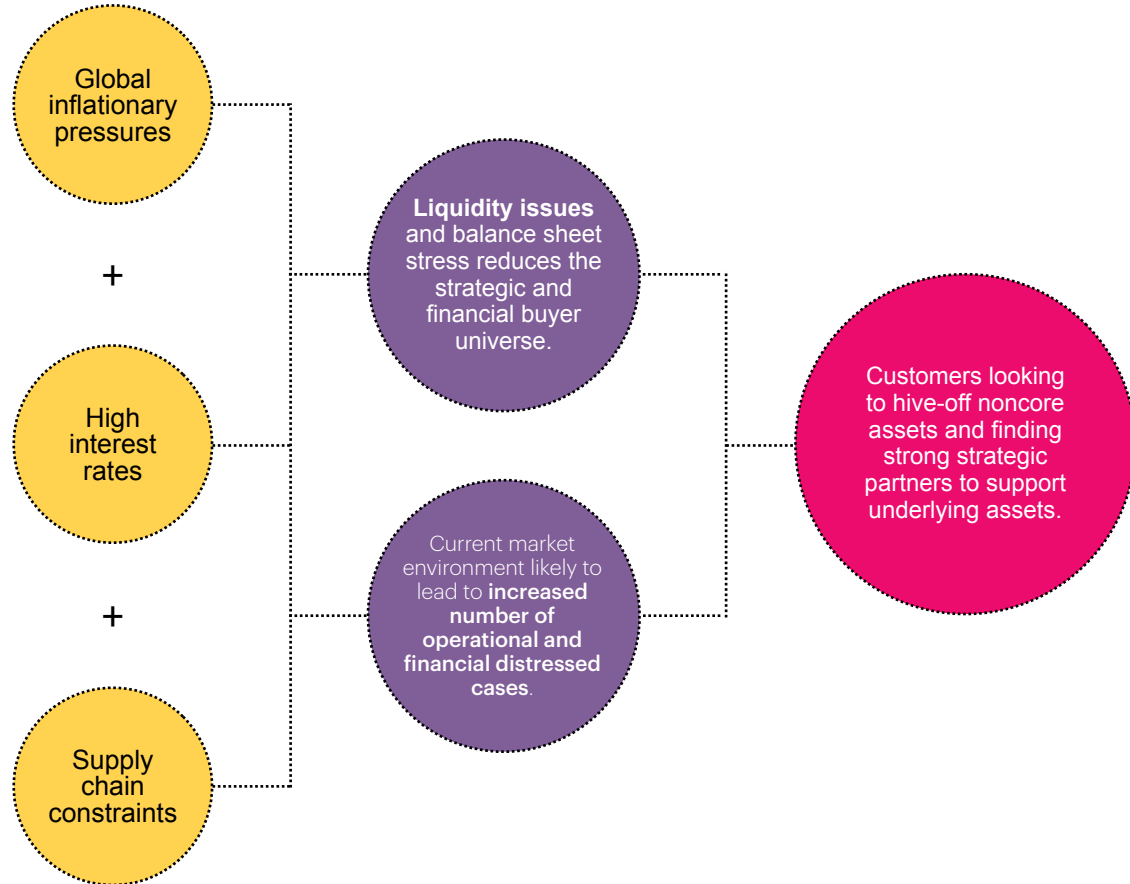 Global
inflationary
pressures
+
High
interest
rates
+
Supply
chain
constraints
Liquidity issues
and balance sheet
stress reduces the
strategic and
financial buyer
universe.
Current market
environment likely to
lead to increased
number of
operational and
financial distressed
cases.
Customers looking
to hive-off noncore
assets and finding
strong strategic
partners to support
underlying assets.